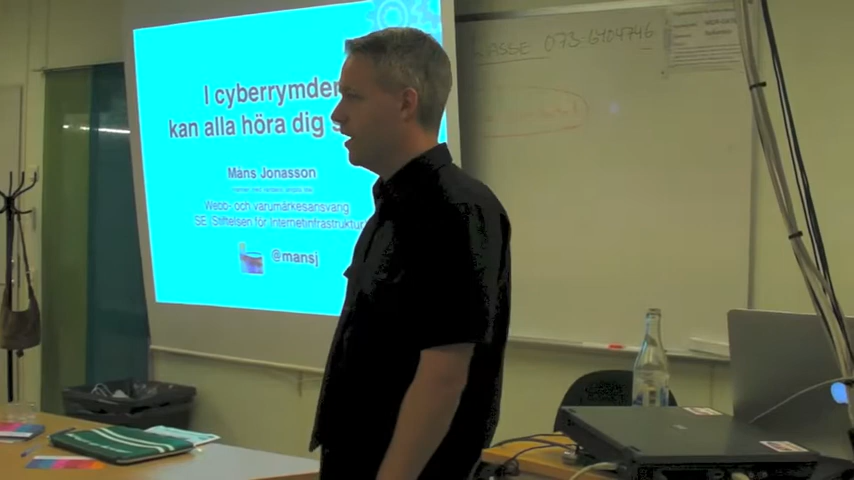 I cyberrymden
kan alla höra dig s
Måns Jonasson
Webb- och varumärkesansvarig
.SE Stiftelsen för Internetinfrastruktur
@mansj
LASSE 073-6404746